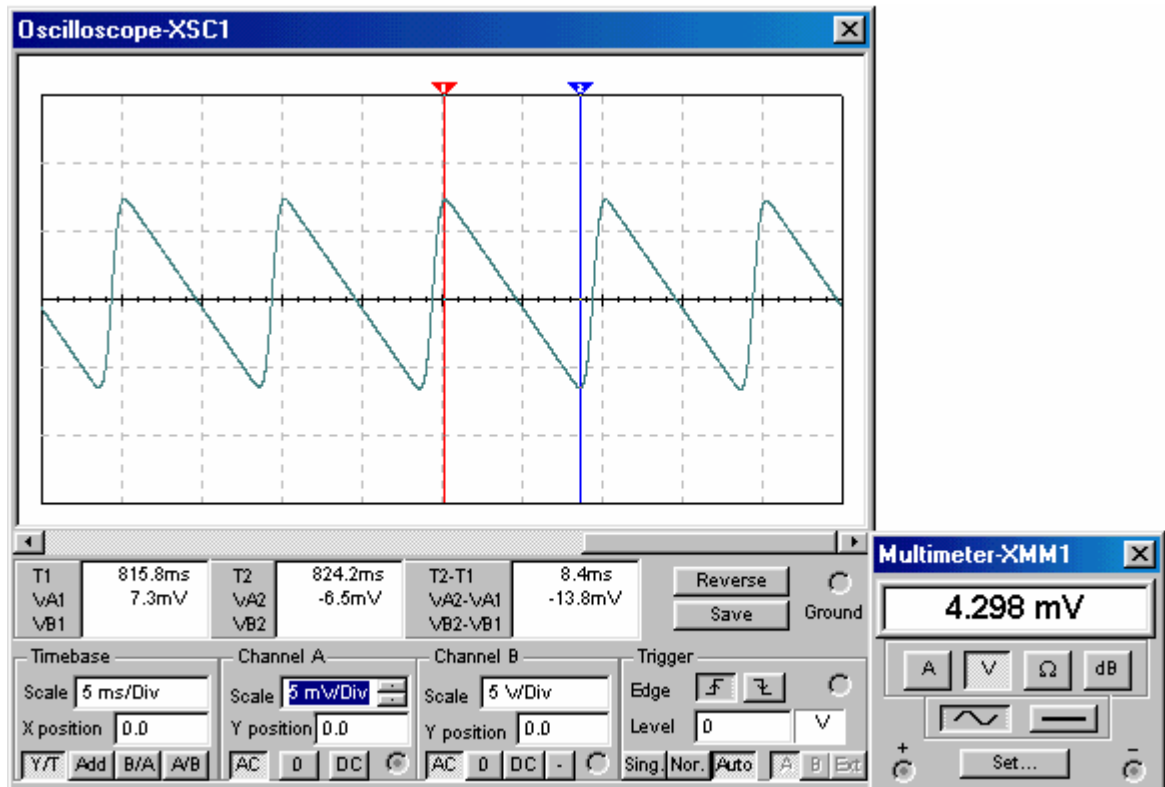 Oscilloscope-XSC1
1 2
T1 815.8ms T2 824.2ms T2-T1 8.4ms Reverse
VA1 7.3mV VA2 -6.5mV VA2-VA1 -13.8mV
VB1 VB2 VB2-VB1 Save Ground
Timebase Channel A Channel B Trigger
Scale 5 ms/Div Scale 5 mV/Div Scale 5 V/Div Edge
X position 0.0 Y position 0.0 Y position 0.0 Level 0 V
Y/T Add B/A A/B AC 0 DC AC 0 DC - Sing. Nor. Auto A B Ext
Multimeter-XMM1
4.298 mV
A V Ω dB
+ Set... -